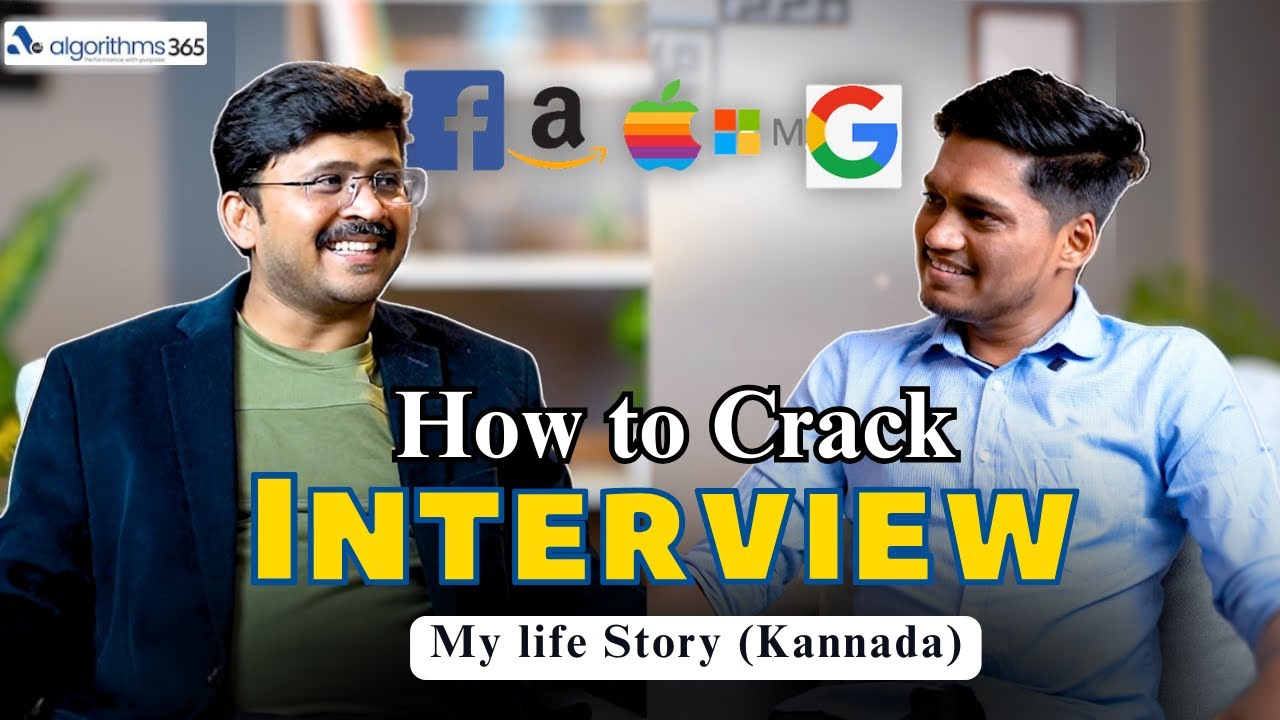 algorithms365
Performance with purpose
f
a
M
G
How to Crack
INTERVIEW
My life Story (Kannada)